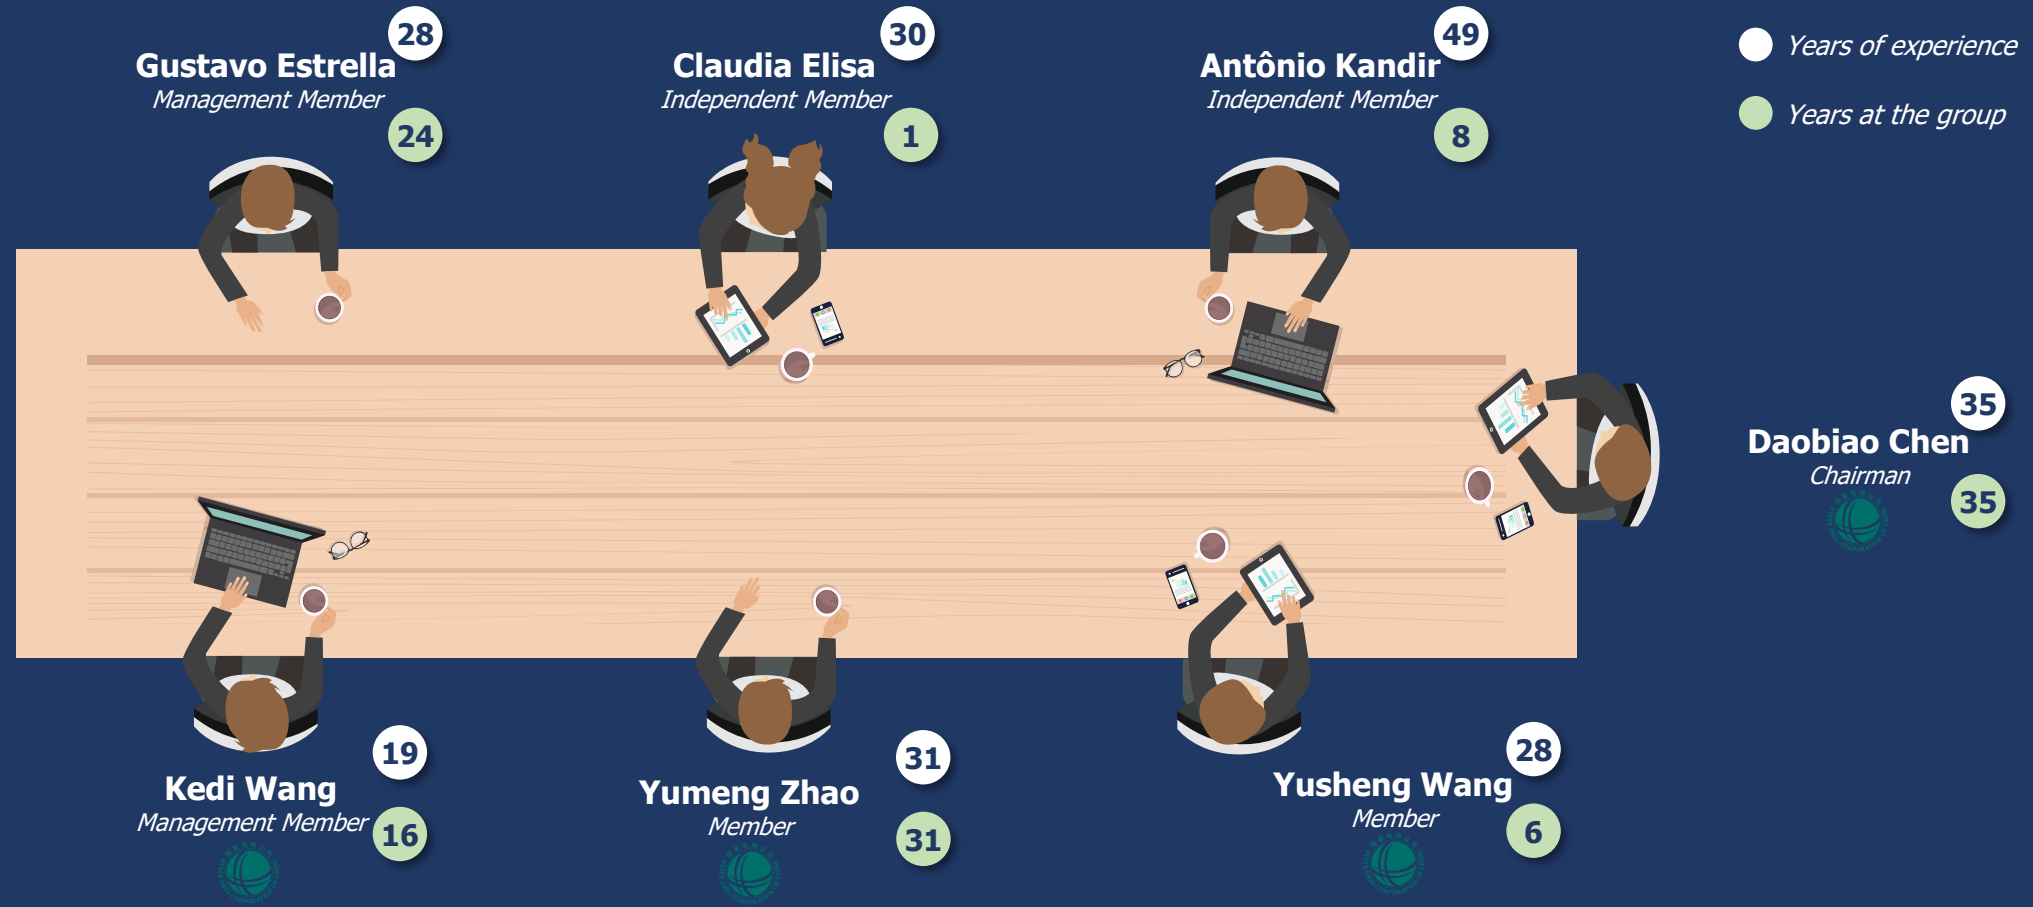 28
Gustavo Estrella
Management Member
24
30
Claudia Elisa
Independent Member
1
49
Antônio Kandir
Independent Member
8
Years of experience
Years at the group
35
Daobiao Chen
Chairman
35
19
Kedi Wang
Management Member
16
31
Yumeng Zhao
Member
31
28
Yusheng Wang
Member
6